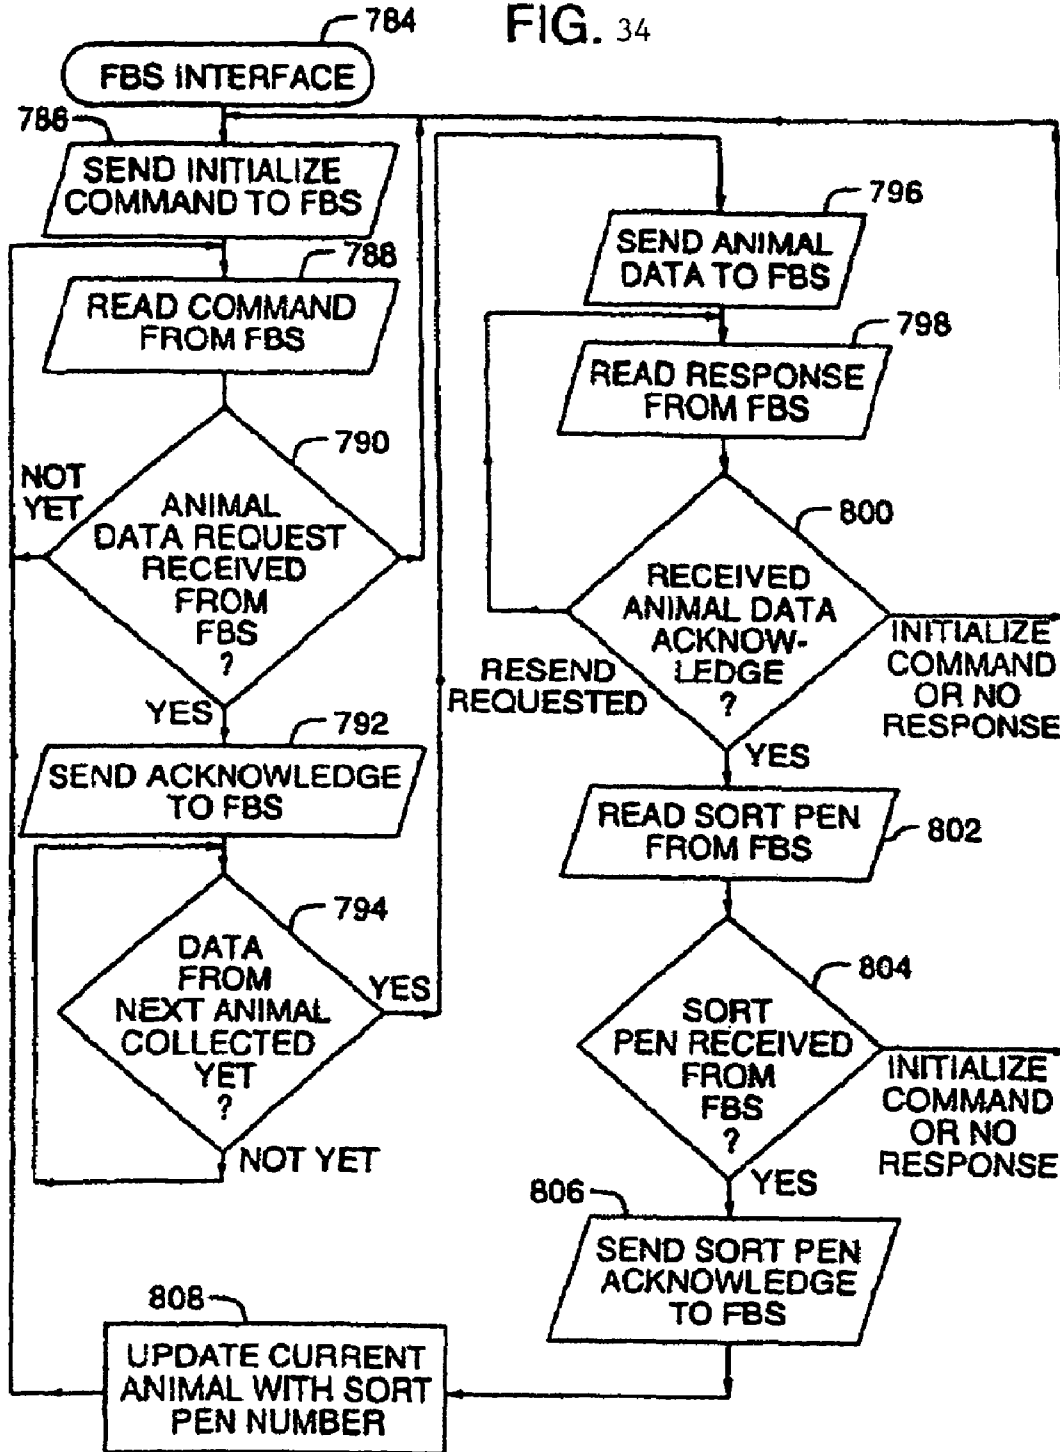 FIG. 34
784
FBS INTERFACE
786
SEND INITIALIZE
COMMAND TO FBS
788
READ COMMAND
FROM FBS
790
NOT
YET
ANIMAL
DATA REQUEST
RECEIVED
FROM
FBS
?
YES
792
SEND ACKNOWLEDGE
TO FBS
794
DATA
FROM
NEXT ANIMAL
COLLECTED
YET
?
YES
NOT YET
796
SEND ANIMAL
DATA TO FBS
798
READ RESPONSE
FROM FBS
800
RECEIVED
ANIMAL DATA
ACKNOW-
LEDGE
?
RESEND
REQUESTED
INITIALIZE
COMMAND
OR NO
RESPONSE
YES
READ SORT PEN
FROM FBS
802
804
SORT
PEN RECEIVED
FROM
FBS
?
INITIALIZE
COMMAND
OR NO
RESPONSE
YES
806
SEND SORT PEN
ACKNOWLEDGE
TO FBS
808
UPDATE CURRENT
ANIMAL WITH SORT
PEN NUMBER